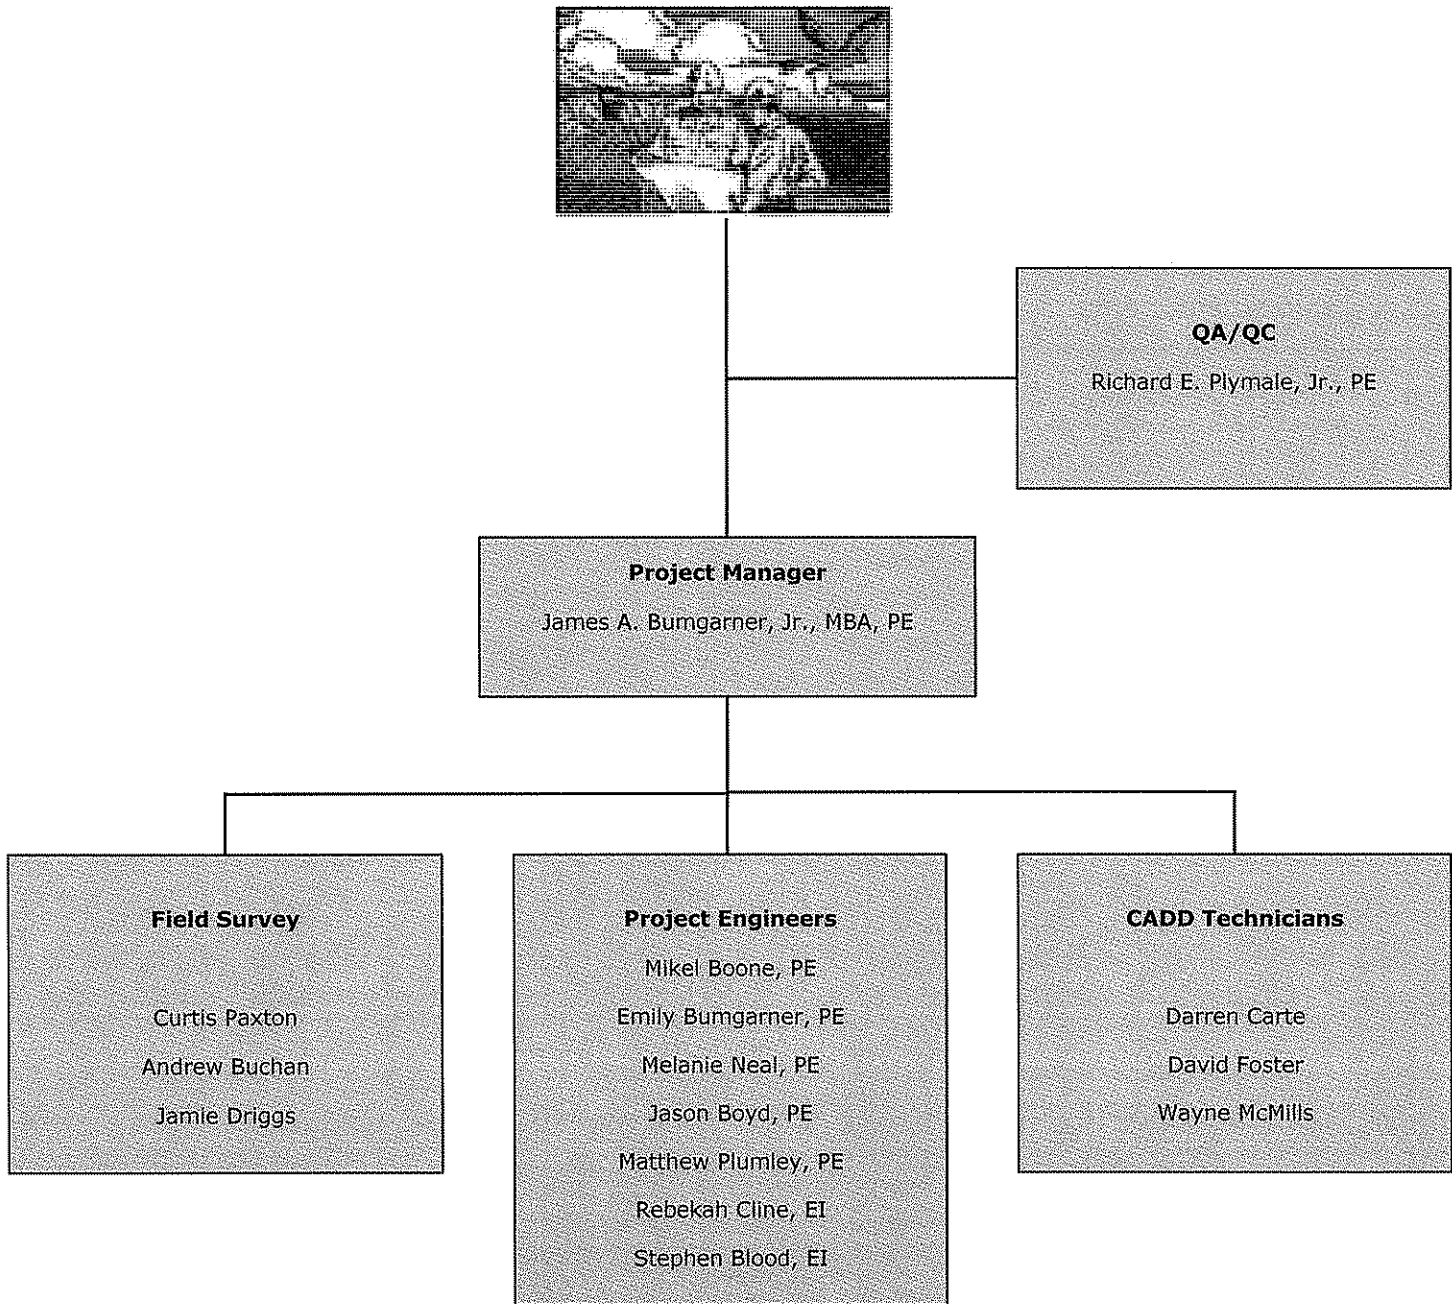 QA/QC
Richard E. Plymale, Jr., PE
Project Manager
James A. Bumgarner, Jr., MBA, PE
Field Survey
Curtis Paxton
Andrew Buchan
Jamie Driggs
Project Engineers
Mikel Boone, PE
Emily Bumgarner, PE
Melanie Neal, PE
Jason Boyd, PE
Matthew Plumley, PE
Rebekah Cline, EI
Stephen Blood, EI
CADD Technicians
Darren Carte
David Foster
Wayne McMills